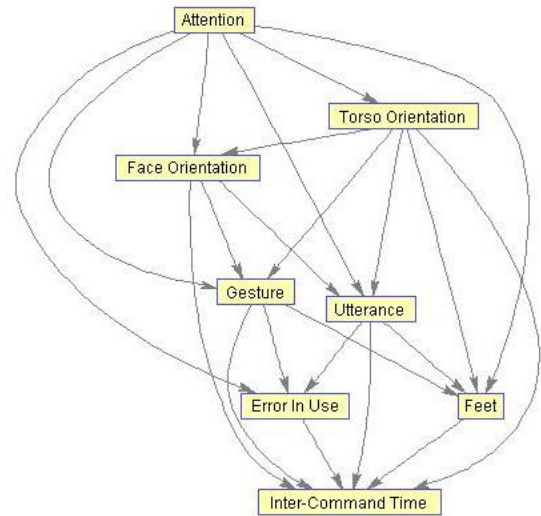 Attention
Torso Orientation
Face Orientation
Gesture
Utterance
Error In Use
Feet
Inter-Command Time